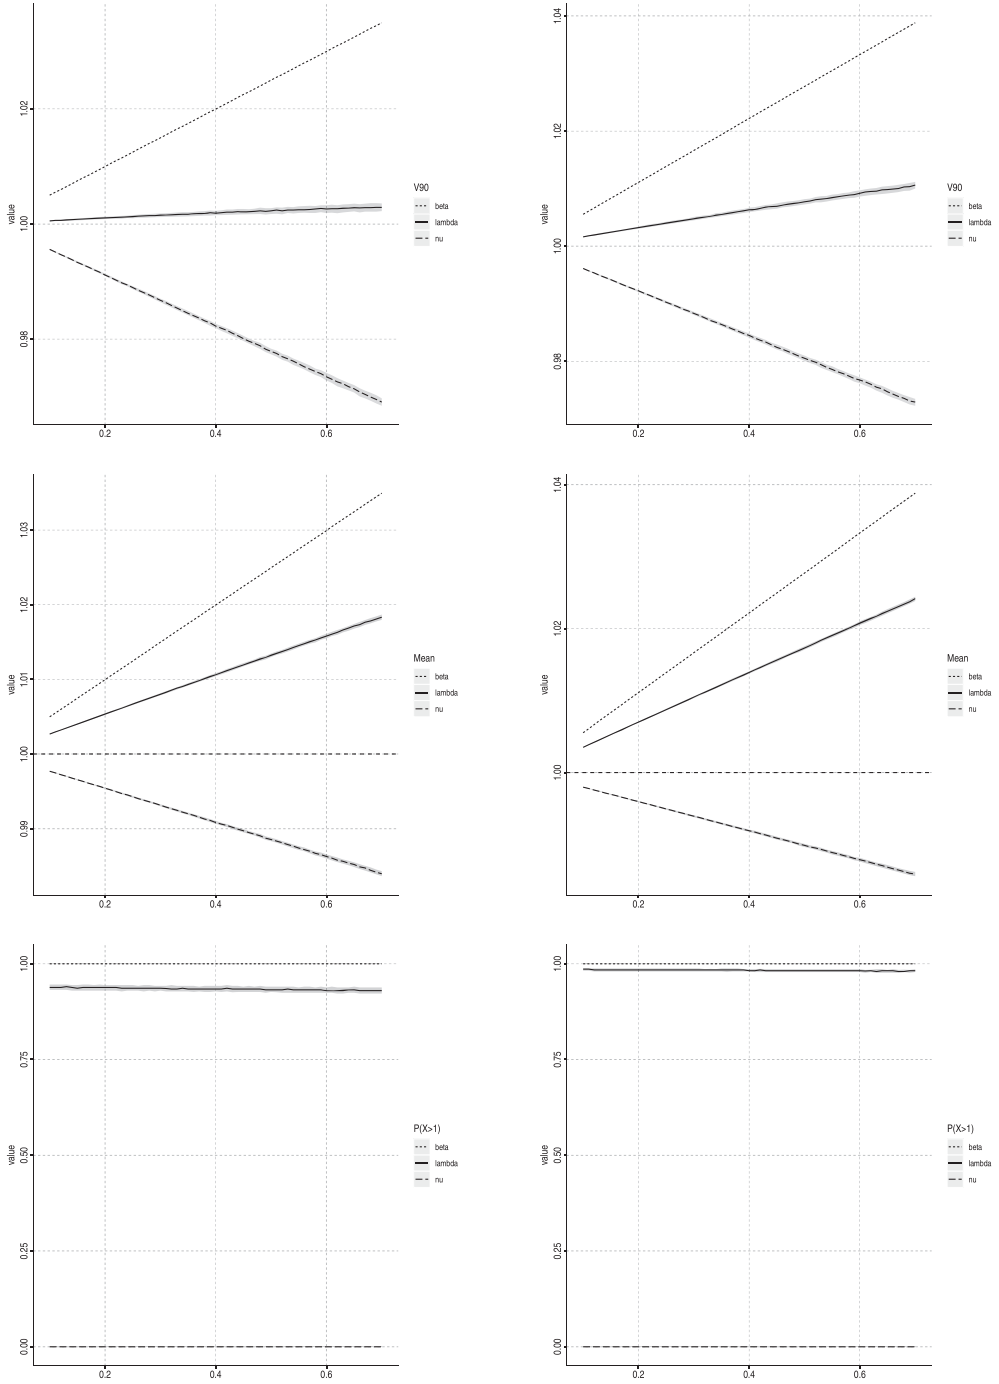 1.02
1.00
0.98
value
0.2 0.4 0.6
V90
beta
lambda
nu
1.04
1.02
1.00
0.98
value
0.2 0.4 0.6
V90
beta
lambda
nu
1.03
1.02
1.01
1.00
0.99
value
0.2 0.4 0.6
Mean
beta
lambda
nu
1.04
1.02
1.00
value
0.2 0.4 0.6
Mean
beta
lambda
nu
1.00
0.75
0.50
0.25
0.00
value
0.2 0.4 0.6
P(X>1)
beta
lambda
nu
1.00
0.75
0.50
0.25
0.00
value
0.2 0.4 0.6
P(X>1)
beta
lambda
nu